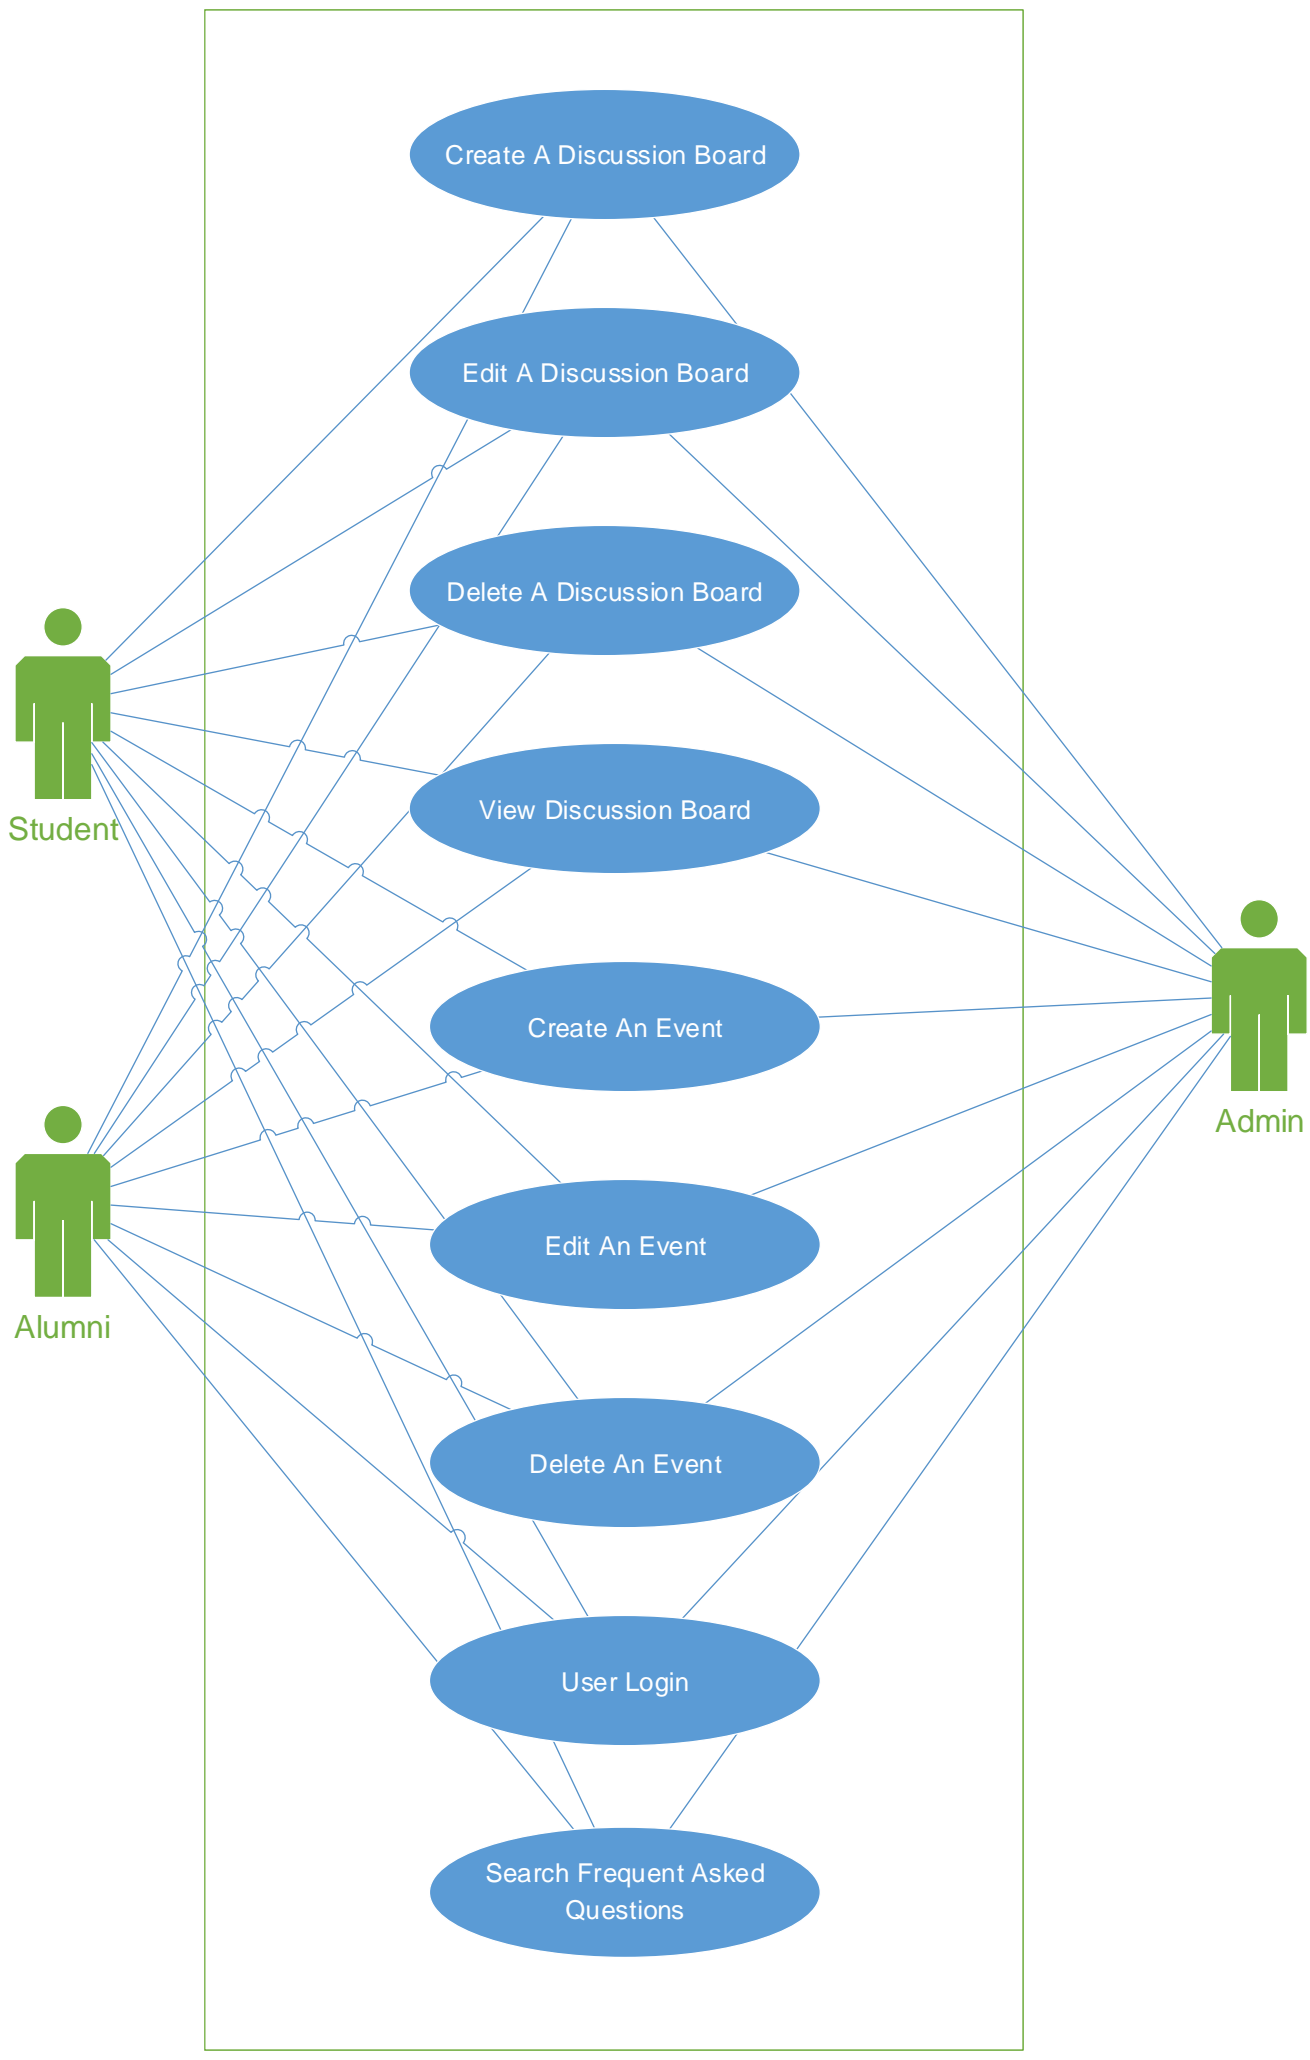 Create A Discussion Board
Edit A Discussion Board
Delete A Discussion Board
View Discussion Board
Student
Create An Event
Admin
Edit An Event
Alumni
Delete An Event
User Login
Search Frequent Asked
Questions